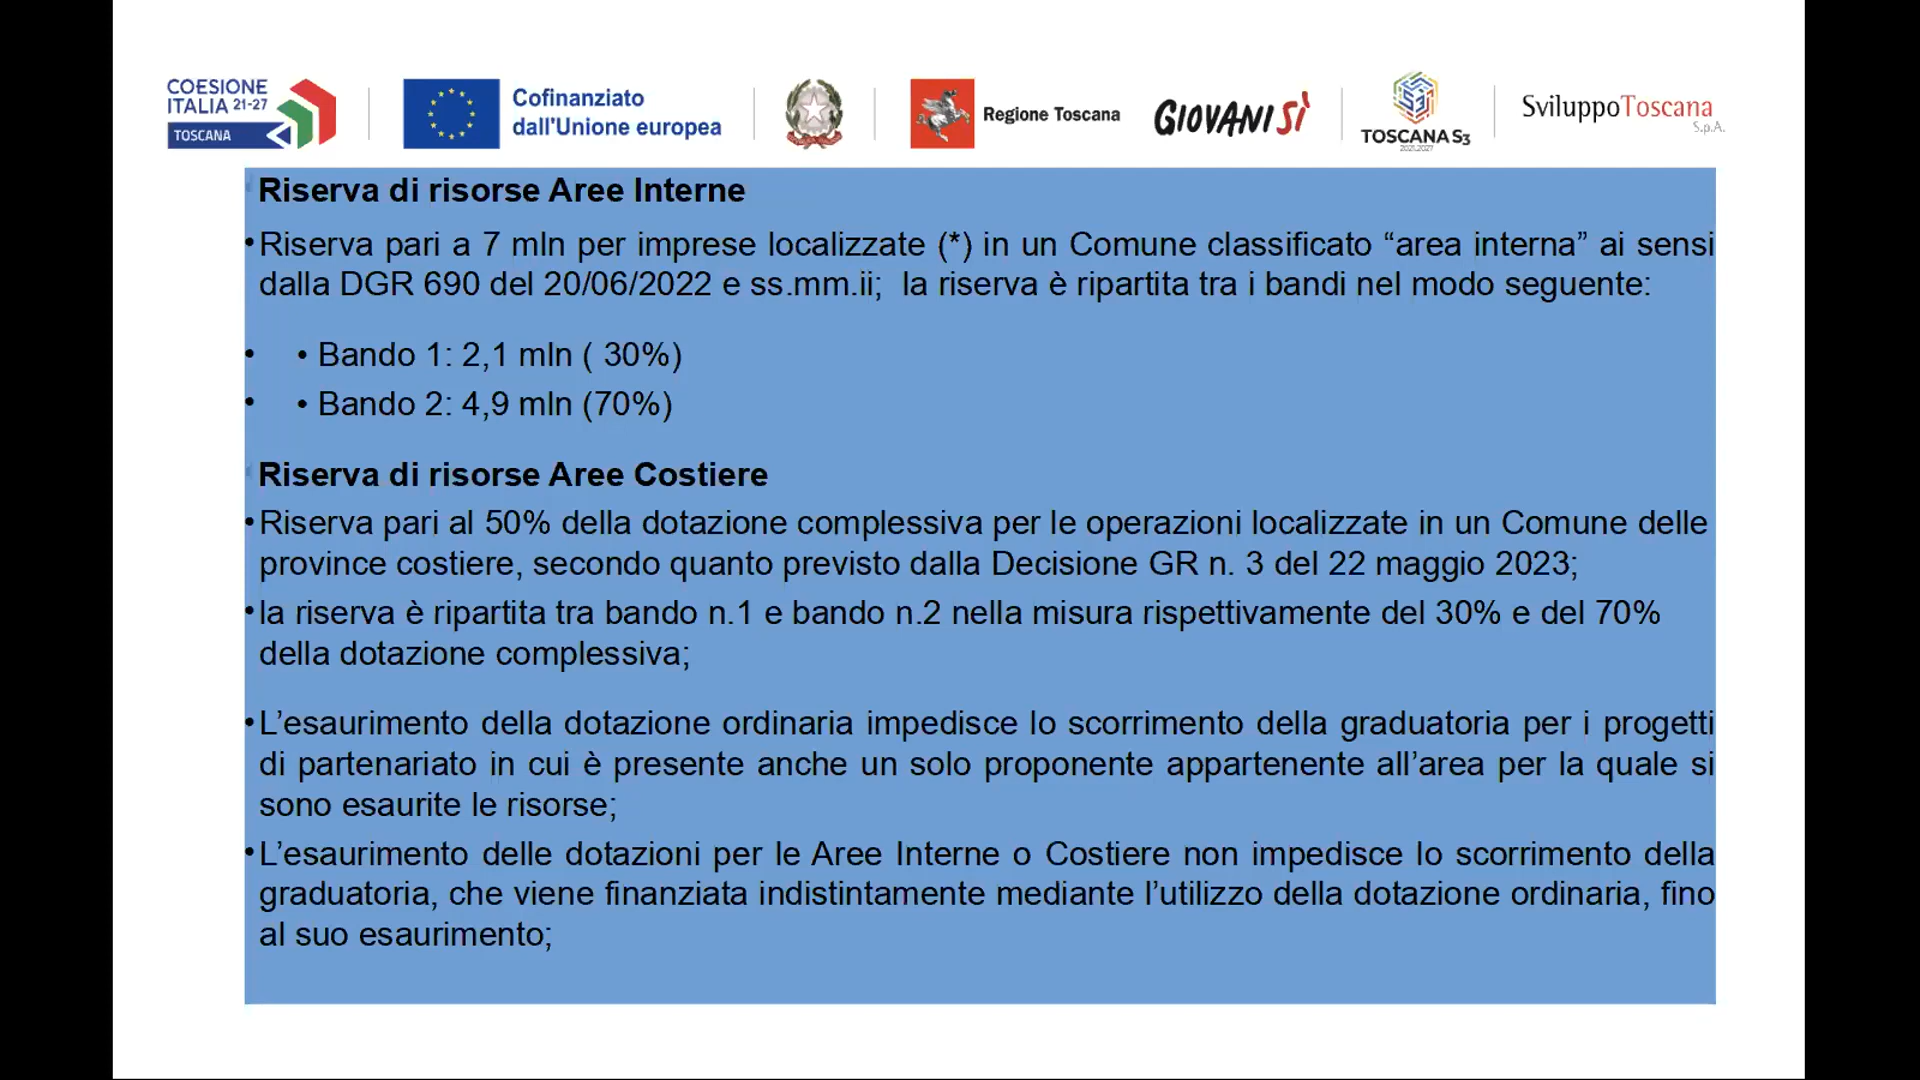 COESIONE
ITALIA 21-27
TOSCANA
Cofinanziato
dall'Unione europea
Regione Toscana
GIOVANISÌ
TOSCANA S3
2021.2027
SviluppoToscana
S.p.A.
Riserva di risorse Aree Interne
•Riserva pari a 7 mln per imprese localizzate (*) in un Comune classificato “area interna” ai sensi
dalla DGR 690 del 20/06/2022 e ss.mm.ii; la riserva è ripartita tra i bandi nel modo seguente:
• • Bando 1: 2,1 mln ( 30%)
• • Bando 2: 4,9 mln (70%)
Riserva di risorse Aree Costiere
•Riserva pari al 50% della dotazione complessiva per le operazioni localizzate in un Comune delle
province costiere, secondo quanto previsto dalla Decisione GR n. 3 del 22 maggio 2023;
•la riserva è ripartita tra bando n.1 e bando n.2 nella misura rispettivamente del 30% e del 70%
della dotazione complessiva;
•L’esaurimento della dotazione ordinaria impedisce lo scorrimento della graduatoria per i progetti
di partenariato in cui è presente anche un solo proponente appartenente all’area per la quale si
sono esaurite le risorse;
•L’esaurimento delle dotazioni per le Aree Interne o Costiere non impedisce lo scorrimento della
graduatoria, che viene finanziata indistintamente mediante l’utilizzo della dotazione ordinaria, fino
al suo esaurimento;